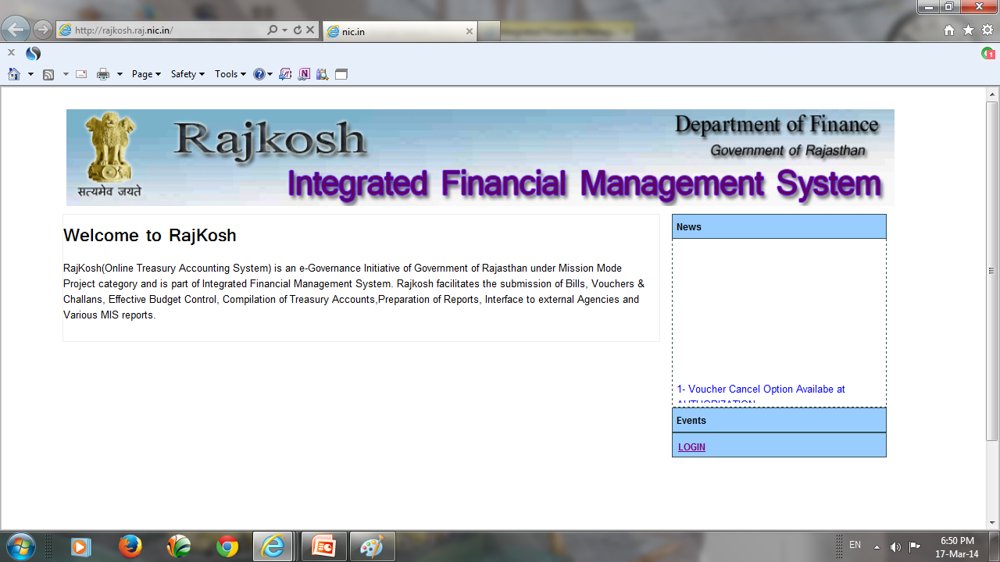 http://rajkosh.raj.nic.in/
nic.in
1
Page
Safety
Tools
Rajkosh
Department of Finance
Government of Rajasthan
सत्यमेव जयते
Integrated Financial Management System
Welcome to RajKosh
RajKosh(Online Treasury Accounting System) is an e-Governance Initiative of Government of Rajasthan under Mission Mode
Project category and is part of Integrated Financial Management System. Rajkosh facilitates the submission of Bills, Vouchers &
Challans, Effective Budget Control, Compilation of Treasury Accounts,Preparation of Reports, Interface to external Agencies and
Various MIS reports.
News
1- Voucher Cancel Option Availabe at
AUTHORIZATION
Events
LOGIN
EN
6:50 PM
17-Mar-14